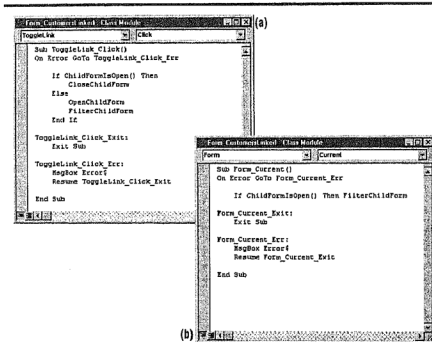 Form_CustomersLinked : Class Module
(a)
ToggleLink
Click
Sub ToggleLink_Click()
On Error GoTo ToggleLink_Click_Err
If ChildFormIsOpen() Then
CloseChildForm
Else
OpenChildForm
FilterChildForm
End If
ToggleLink_Click_Exit:
Exit Sub
ToggleLink_Click_Err:
MsgBox Error$
Resume ToggleLink_Click_Exit
End Sub
Form_CustomersLinked : Class Module
Form
Current
Sub Form_Current()
On Error GoTo Form_Current_Err
If ChildFormIsOpen() Then FilterChildForm
Form_Current_Exit:
Exit Sub
Form_Current_Err:
MsgBox Error$
Resume Form_Current_Exit
End Sub
(b)